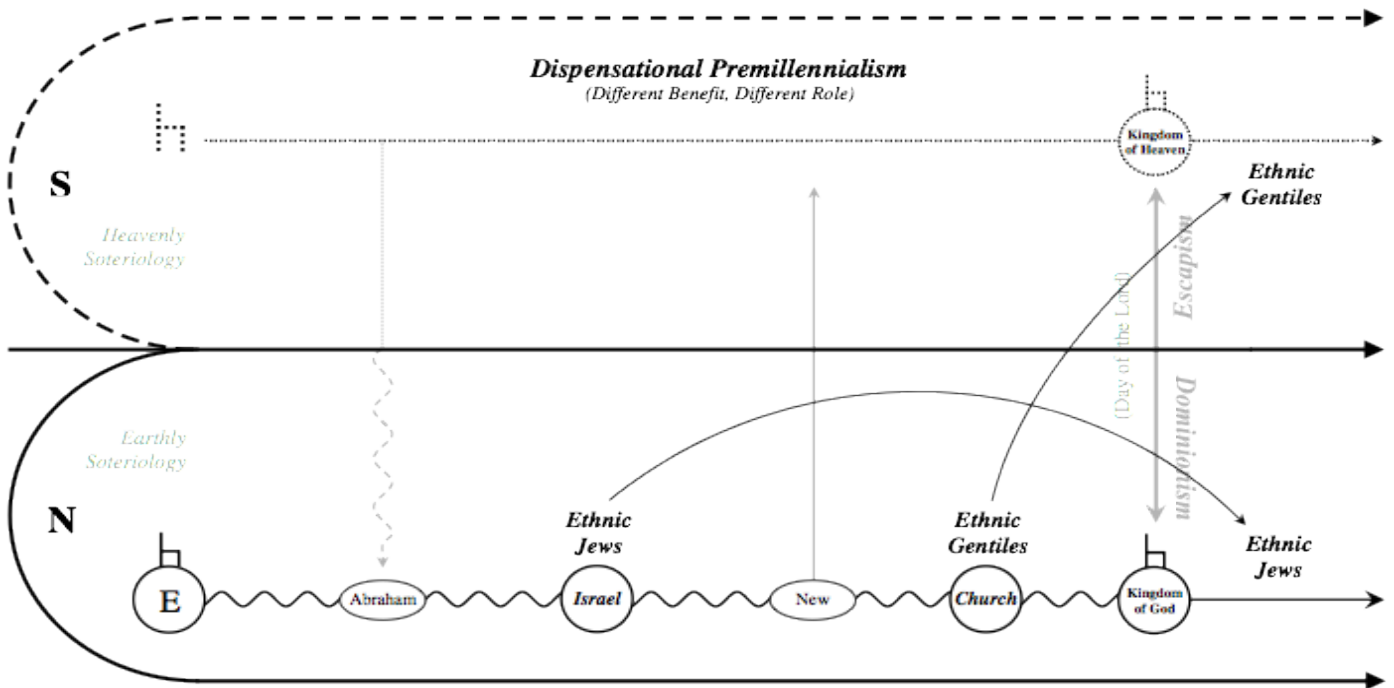 Dispensational Premillennialism
(Different Benefit, Different Role)
Kingdom
of Heaven
Ethnic
Gentiles
S
Heavenly
Soteriology
Escapism
(Day of the Lord)
Dominionism
Earthly
Soteriology
N
Ethnic
Jews
Ethnic
Gentiles
Ethnic
Jews
E
Abraham
Israel
New
Church
Kingdom
of God